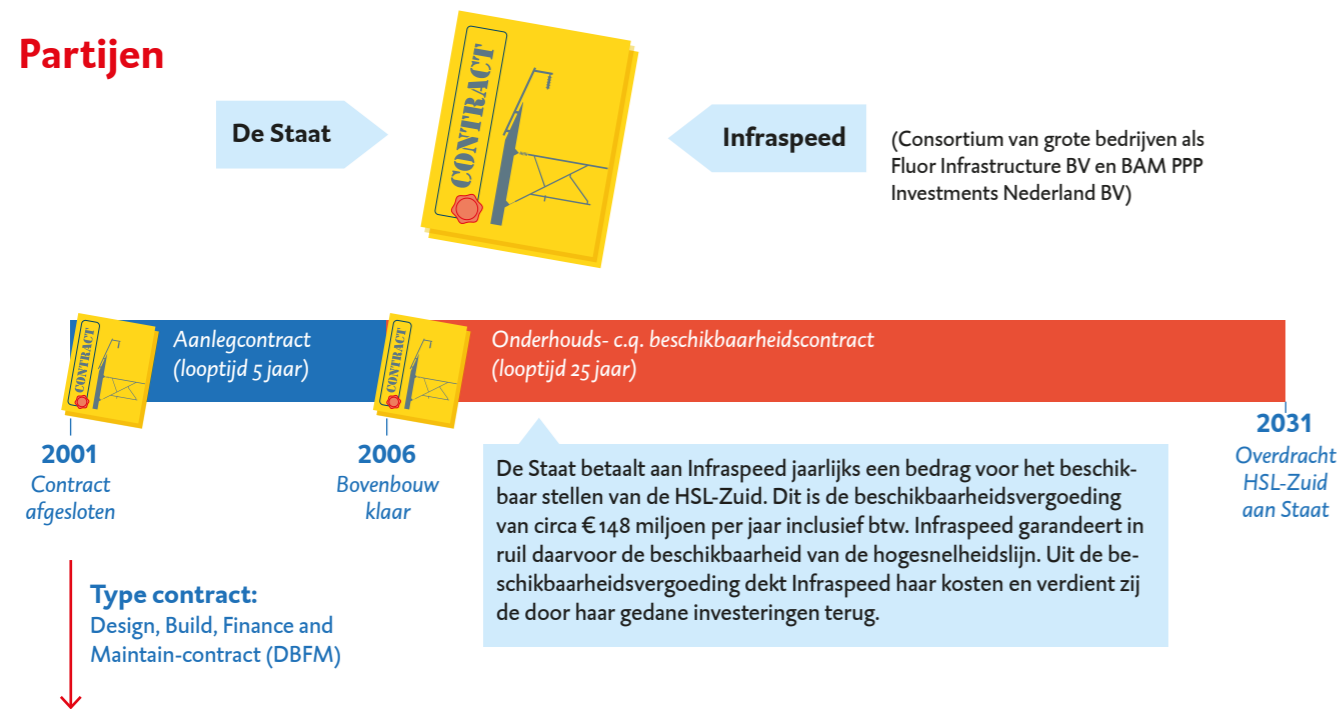 Partijen
De Staat
CONTRACT
Infraspeed
(Consortium van grote bedrijven als
Fluor Infrastructure BV en BAM PPP
Investments Nederland BV)
CONTRACT
Aanlegcontract
(looptijd 5 jaar)
CONTRACT
Onderhouds- c.q. beschikbaarheidscontract
(looptijd 25 jaar)
2001
Contract
afgesloten
2006
Bovenbouw
klaar
2031
Overdracht
HSL-Zuid
aan Staat
De Staat betaalt aan Infraspeed jaarlijks een bedrag voor het beschik-
baar stellen van de HSL-Zuid. Dit is de beschikbaarheidsvergoeding
van circa € 148 miljoen per jaar inclusief btw. Infraspeed garandeert in
ruil daarvoor de beschikbaarheid van de hogesnelheidslijn. Uit de be-
schikbaarheidsvergoeding dekt Infraspeed haar kosten en verdient zij
de door haar gedane investeringen terug.
Type contract:
Design, Build, Finance and
Maintain-contract (DBFM)